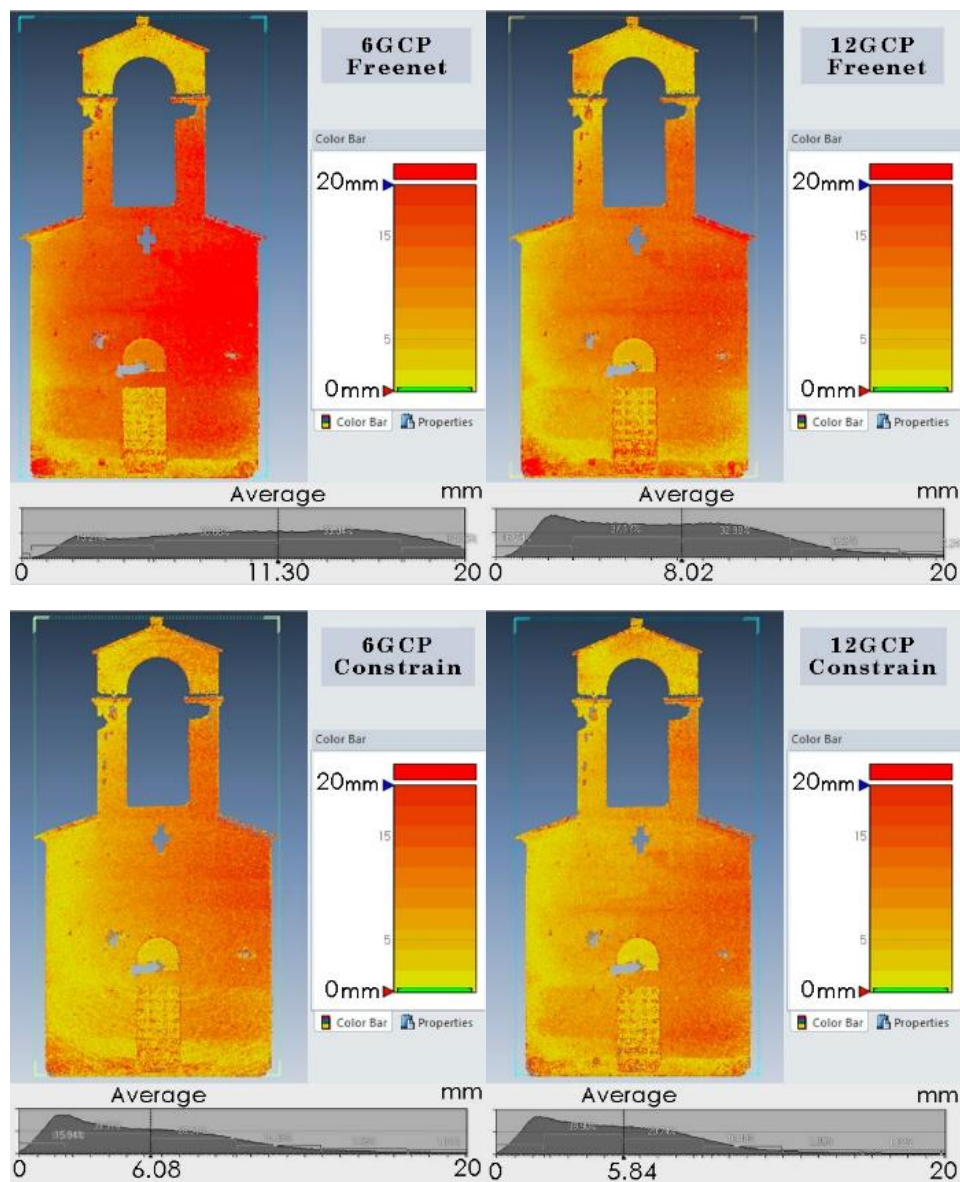 6GCP
Freenet
Color Bar
20mm
15
5
0mm
Color Bar Properties
Average mm
0 11.30 20
12GCP
Freenet
Color Bar
20mm
15
5
0mm
Color Bar Properties
Average mm
0 8.02 20
6GCP
Constrain
Color Bar
20mm
15
5
0mm
Color Bar Properties
Average mm
0 6.08 20
12GCP
Constrain
Color Bar
20mm
15
5
0mm
Color Bar Properties
Average mm
0 5.84 20